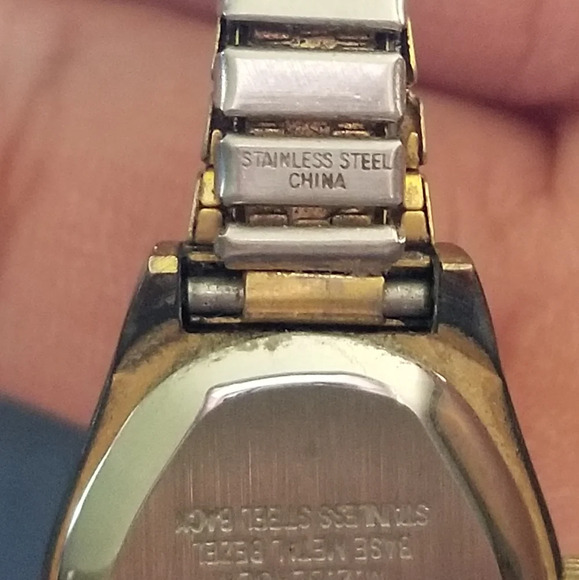 STAINLESS STEEL
CHINA
BASE METAL BEZEL
STAINLESS STEEL BACK